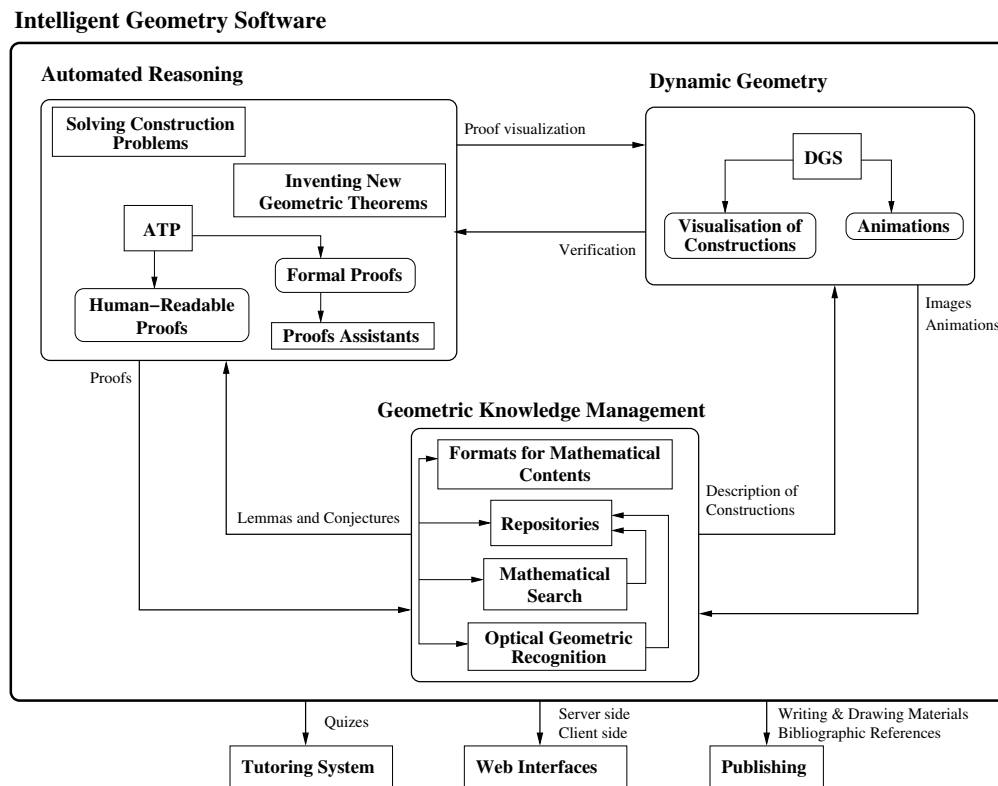 Intelligent Geometry Software
Automated Reasoning
Solving Construction
Problems
Inventing New
Geometric Theorems
ATP
Formal Proofs
Human−Readable
Proofs
Proofs Assistants
Proof visualization
Verification
Dynamic Geometry
DGS
Visualisation of
Constructions
Animations
Images
Animations
Proofs
Lemmas and Conjectures
Geometric Knowledge Management
Formats for Mathematical
Contents
Repositories
Mathematical
Search
Optical Geometric
Recognition
Description of
Constructions
Quizes
Tutoring System
Server side
Client side
Web Interfaces
Writing & Drawing Materials
Bibliographic References
Publishing